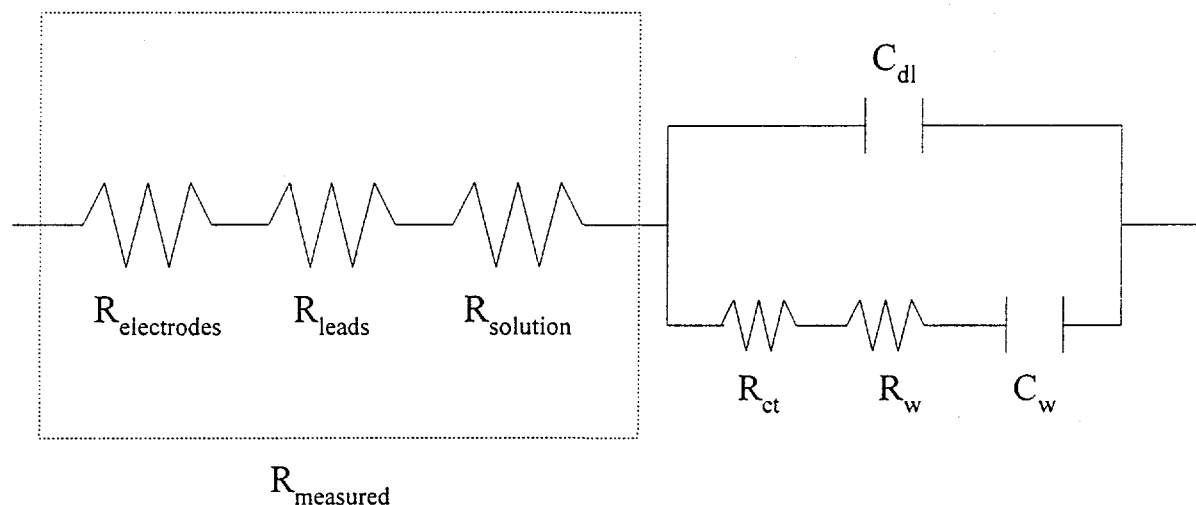 C_dl
R_electrodes
R_leads
R_solution
R_ct
R_w
C_w
R_measured